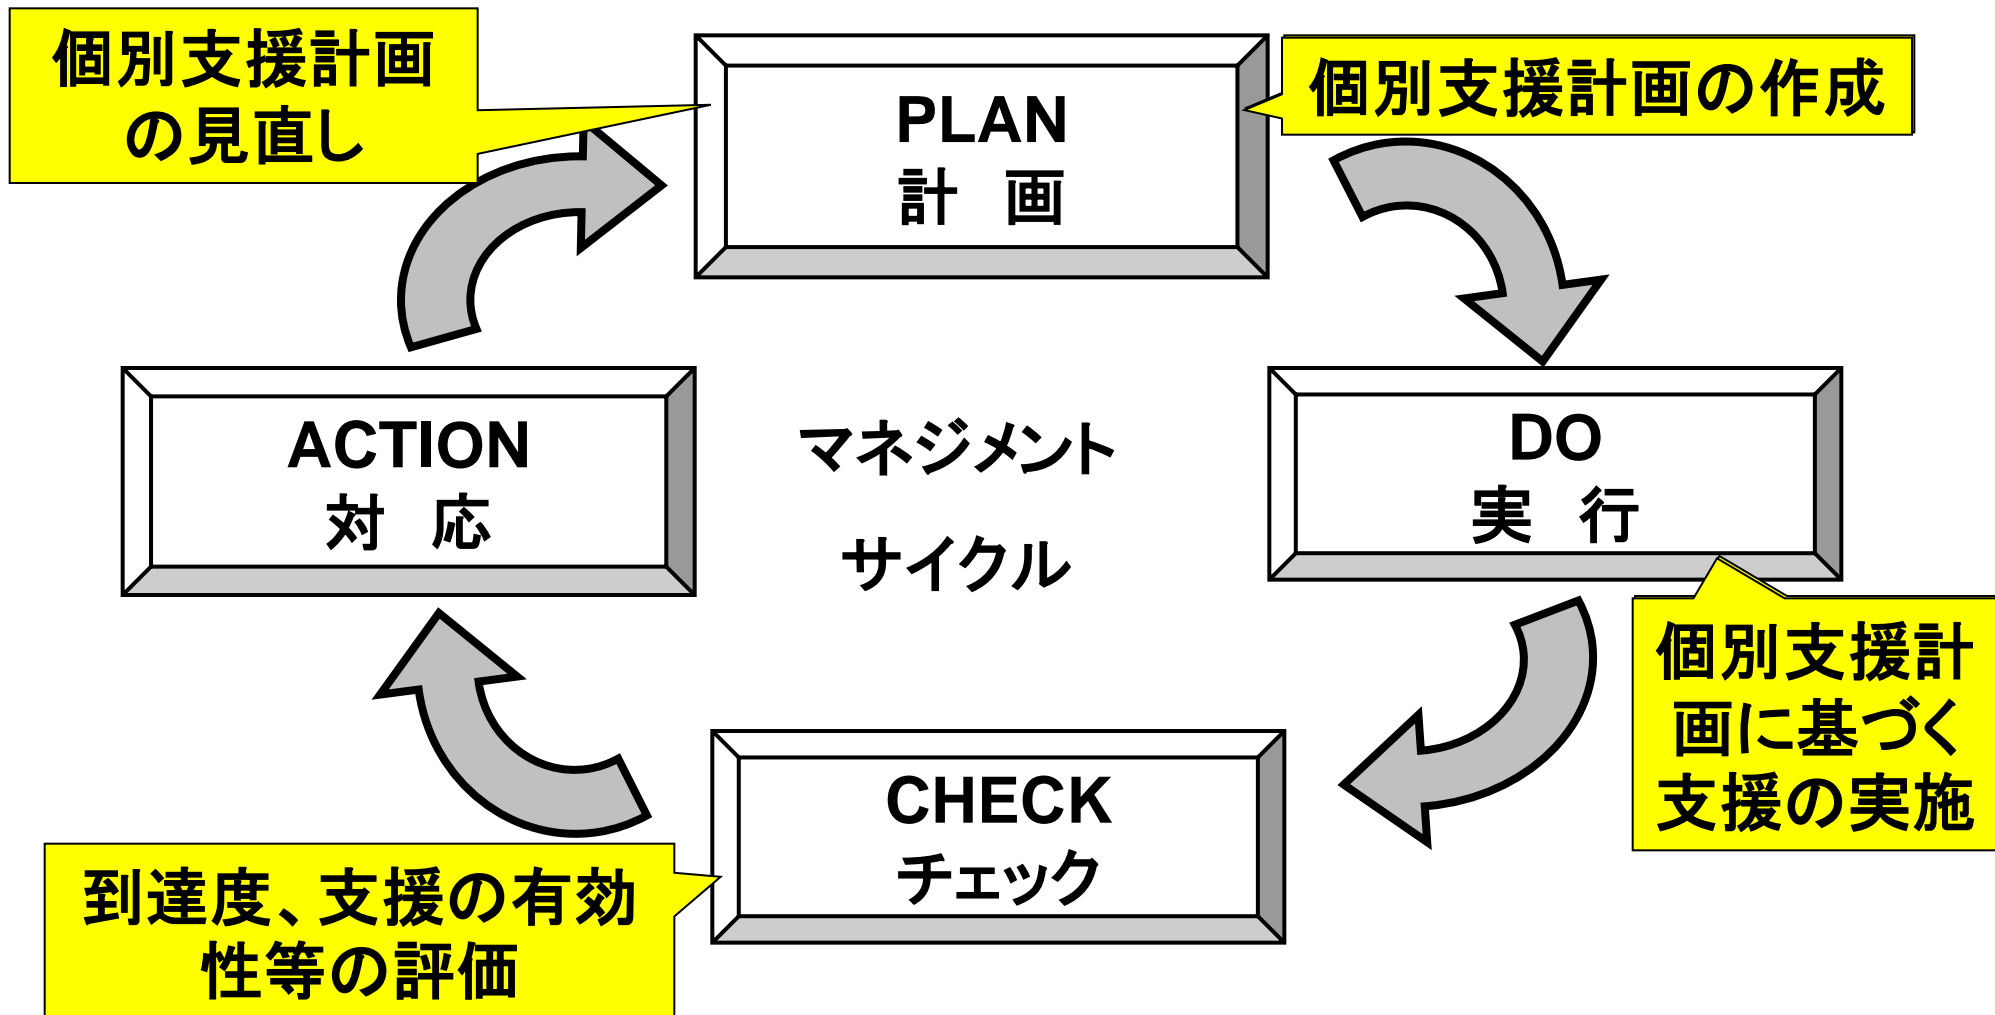 個別支援計画
の見直し
PLAN
計 画
個別支援計画の作成
ACTION
対 応
マネジメント
サイクル
DO
実 行
個別支援計
画に基づく
支援の実施
CHECK
チェック
到達度、支援の有効
性等の評価